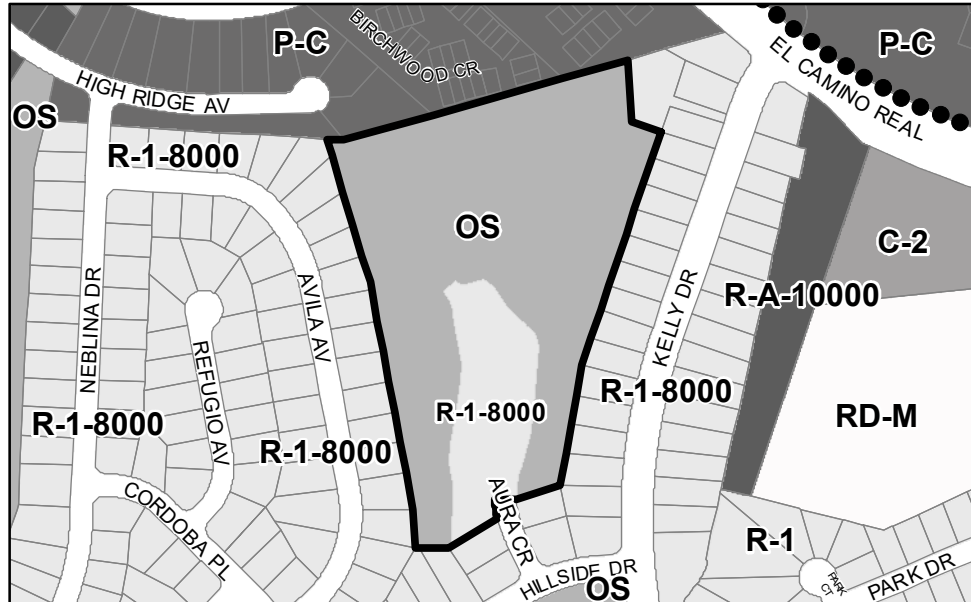 P-C
BIRCHWOOD CR
P-C
EL CAMINO REAL
HIGH RIDGE AV
OS
R-1-8000
OS
C-2
R-A-10000
NEBLINA DR
AVILA AV
KELLY DR
REFUGIO AV
R-1-8000
R-1-8000
R-1-8000
RD-M
R-1-8000
CORDOBA PL
AURA CR
R-1
HILLSIDE DR
OS
PARK CT
PARK DR